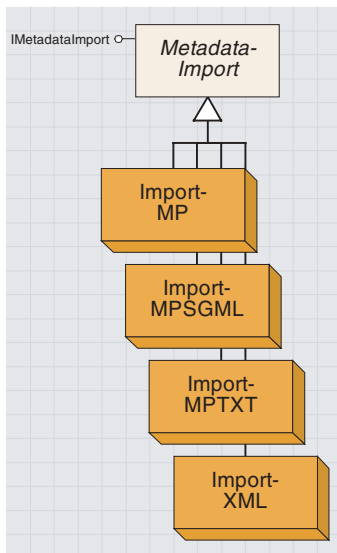 IMetadataImport
Metadata-
Import
Import-
MP
Import-
MPSGML
Import-
MPTXT
Import-
XML